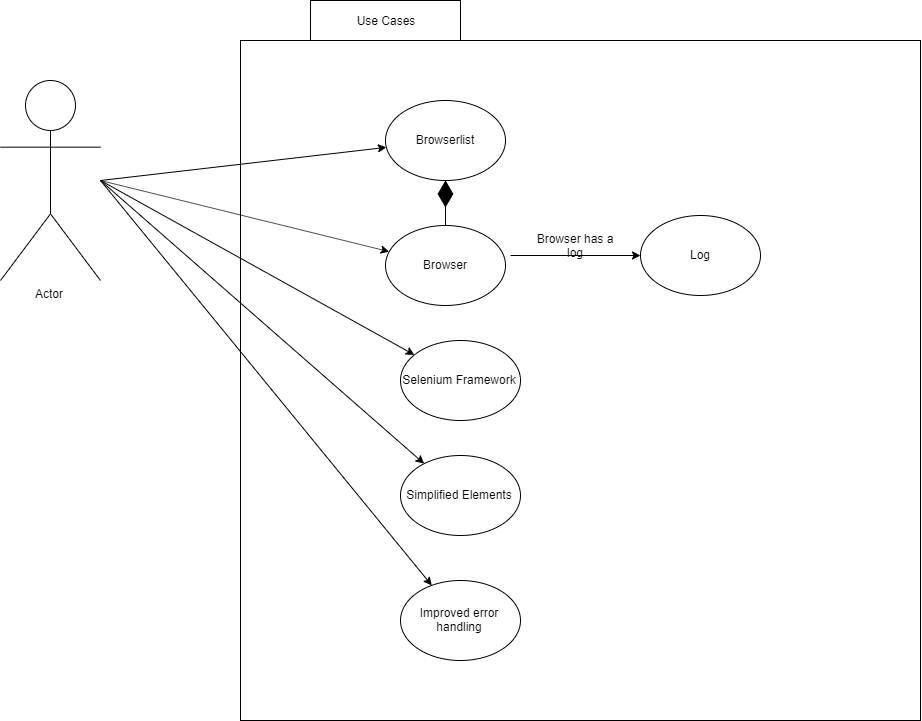 Use Cases
Browserlist
Browser has a
log
Browser
Log
Actor
Selenium Framework
Simplified Elements
Improved error
handling